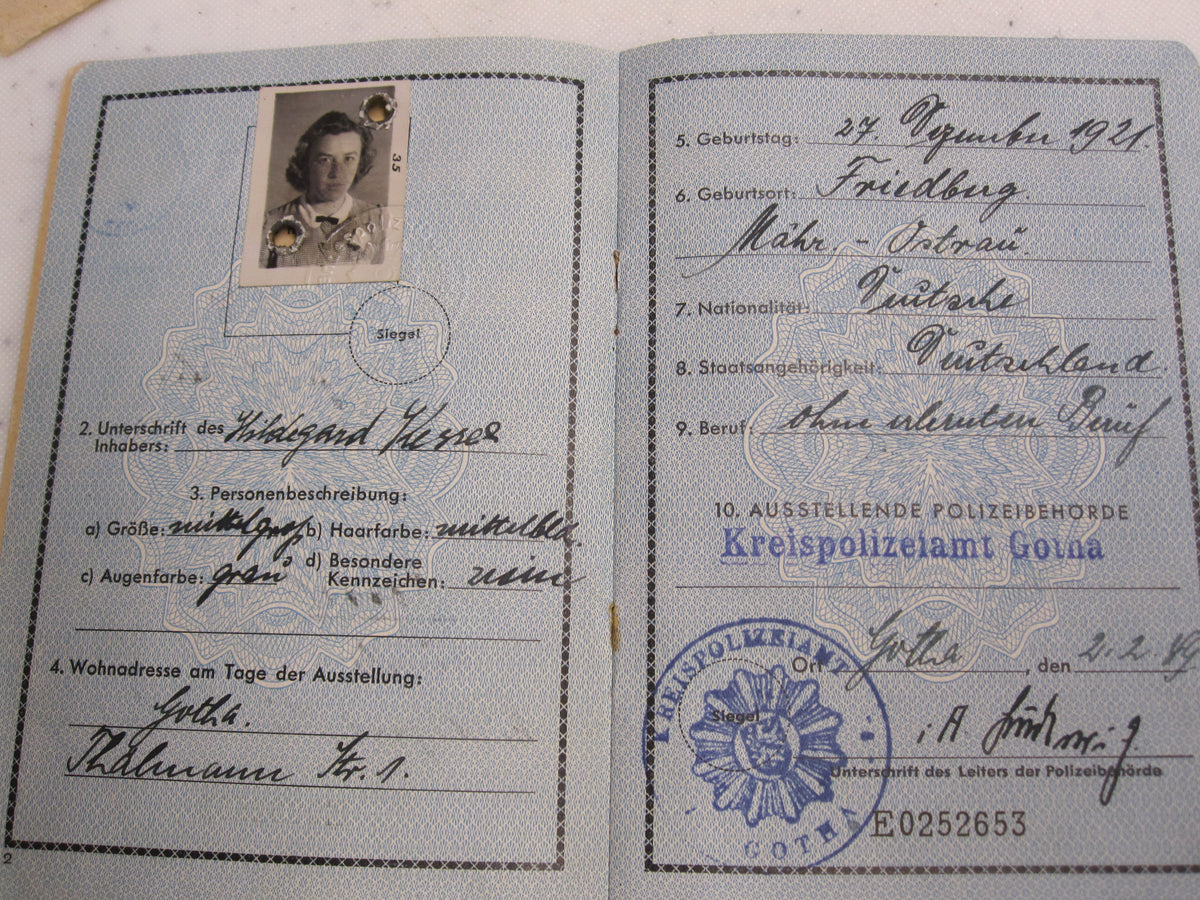 35
Siegel
2. Unterschrift des Hildegard
Inhabers:
3. Personenbeschreibung:
a) Größe: mittelgroß b) Haarfarbe: mittelbld.
c) Augenfarbe: grau d) Besondere
Kennzeichen: keine
4. Wohnadresse am Tage der Ausstellung:
Gotha.
Thälmann Str. 1.
2
5. Geburtstag: 27. Dezember 1921.
6. Geburtsort: Friedberg.
Mähr. - Ostrau.
7. Nationalität: Deutsche
8. Staatsangehörigkeit: Deutschland.
9. Beruf: ohne erlernten Beruf
10. AUSSTELLENDE POLIZEIBEHÖRDE
Kreispolizeiamt Gotha
Ort Gotha, den 2.2.49
KREISPOLIZEIAMT
Siegel
GOTHA
i.A. Ludwig
Unterschrift des Leiters der Polizeibehörde
E0252653